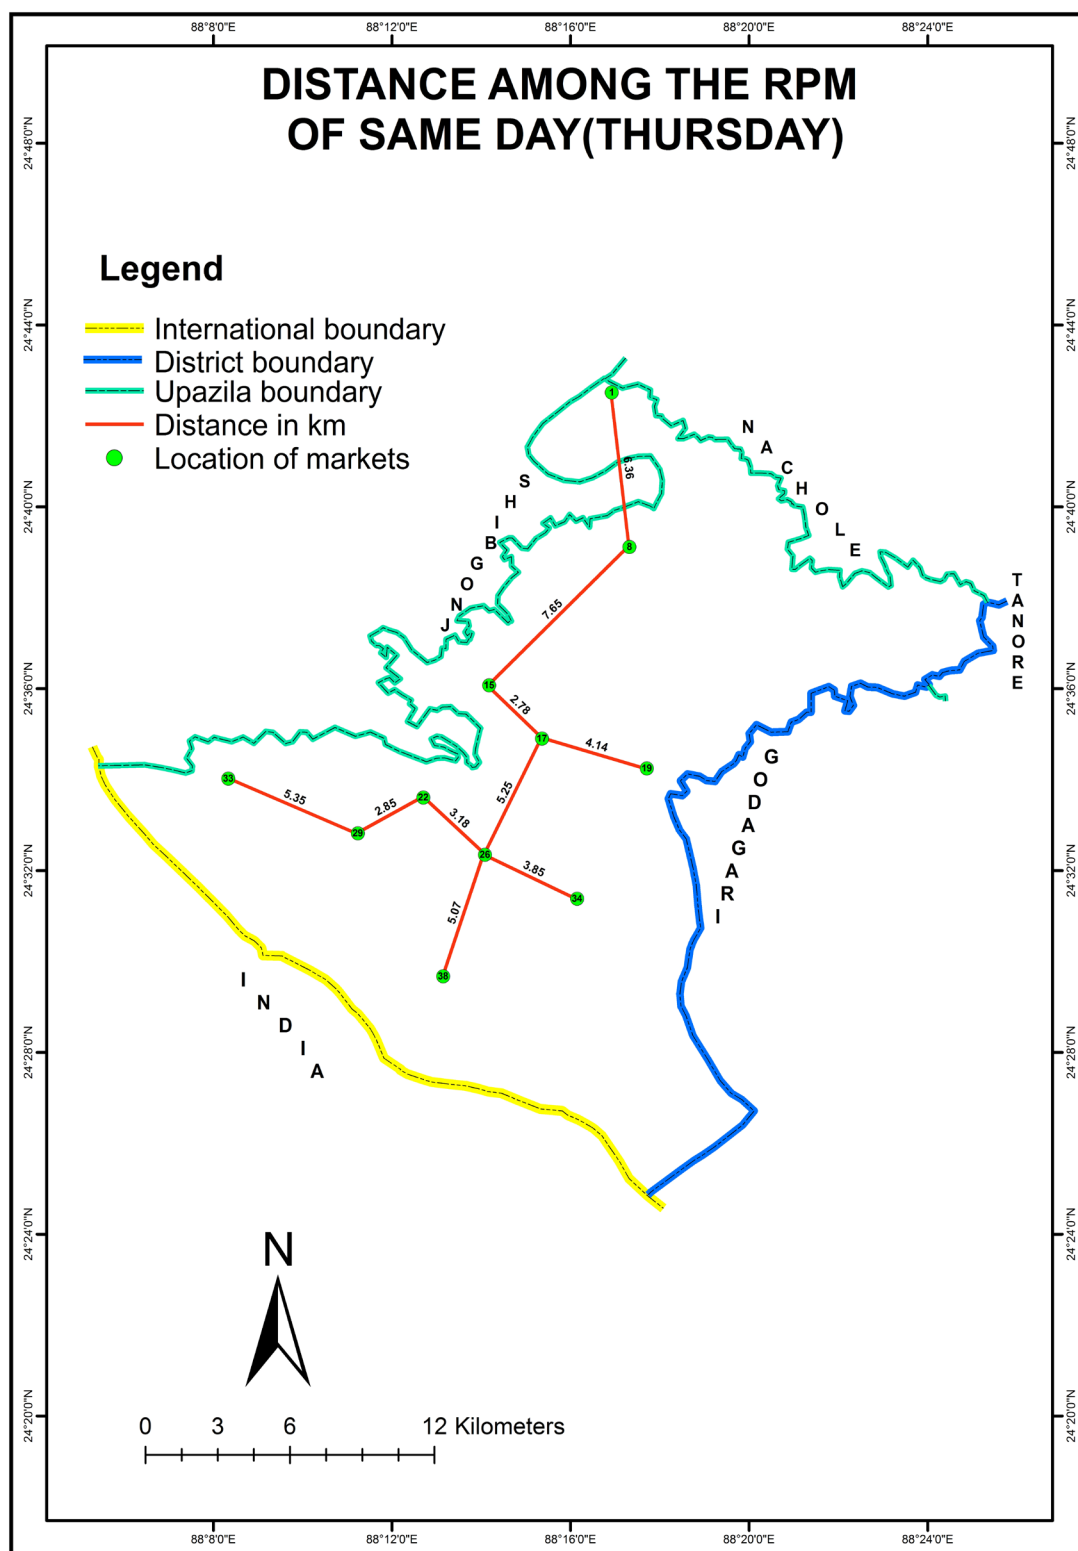 88°8'0"E 88°12'0"E 88°16'0"E 88°20'0"E 88°24'0"E
DISTANCE AMONG THE RPM
OF SAME DAY(THURSDAY)
24°48'0"N 24°48'0"N
Legend
International boundary
District boundary
Upazila boundary
Distance in km
Location of markets
24°44'0"N 24°44'0"N
1
6.36
NACHOLE
SHIBGONJ
24°40'0"N 24°40'0"N
8
7.65
TANORE
24°36'0"N 24°36'0"N
15
2.78
17
4.14
19
GODAGARI
33
5.35
29
2.85
22
3.18
5.25
26
3.85
34
24°32'0"N 24°32'0"N
5.07
38
INDIA
24°28'0"N 24°28'0"N
24°24'0"N 24°24'0"N
N
24°20'0"N 24°20'0"N
0 3 6 12 Kilometers
88°8'0"E 88°12'0"E 88°16'0"E 88°20'0"E 88°24'0"E